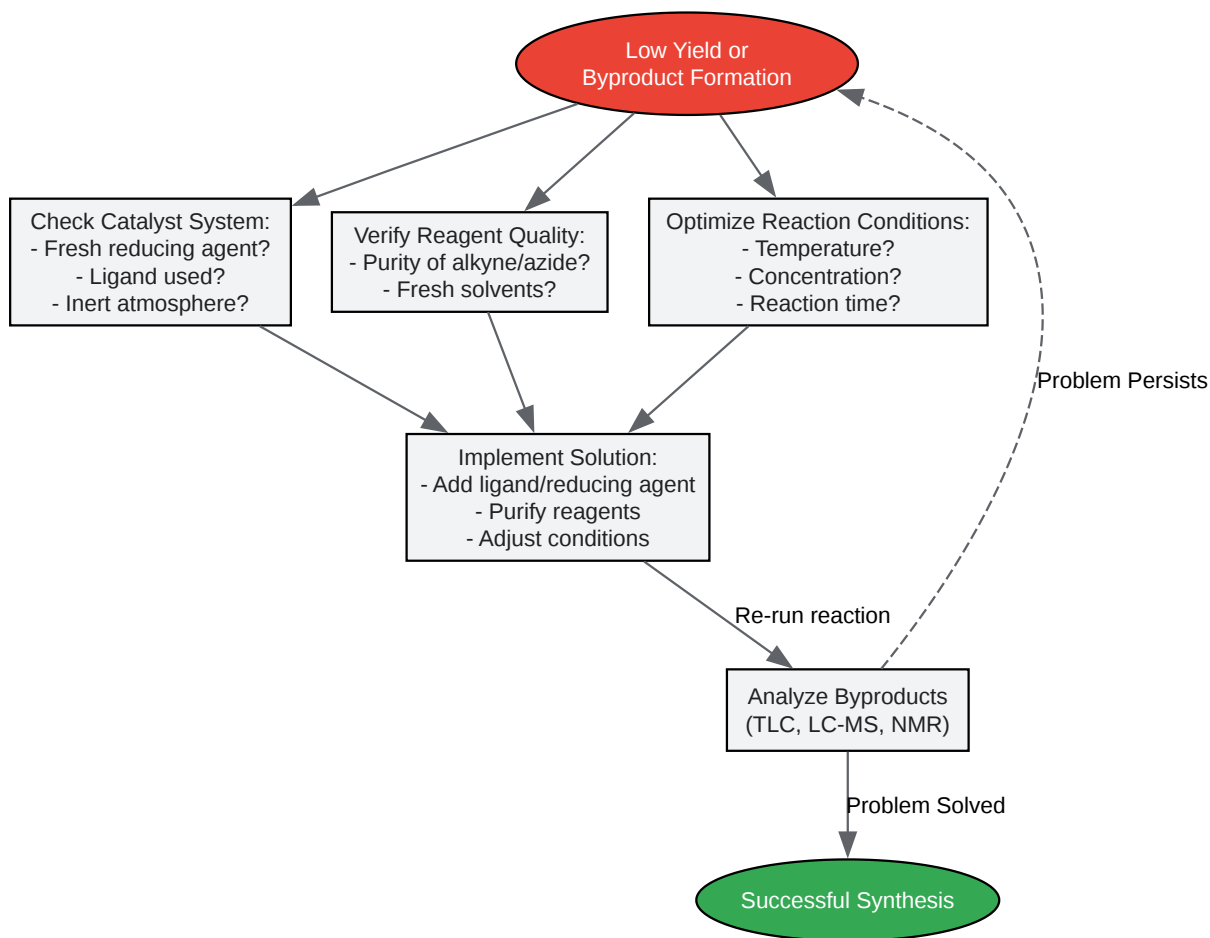 Low Yield or
Byproduct Formation
Check Catalyst System:
- Fresh reducing agent?
- Ligand used?
- Inert atmosphere?
Verify Reagent Quality:
- Purity of alkyne/azide?
- Fresh solvents?
Optimize Reaction Conditions:
- Temperature?
- Concentration?
- Reaction time?
Problem Persists
Implement Solution:
- Add ligand/reducing agent
- Purify reagents
- Adjust conditions
Re-run reaction
Analyze Byproducts
(TLC, LC-MS, NMR)
Problem Solved
Successful Synthesis